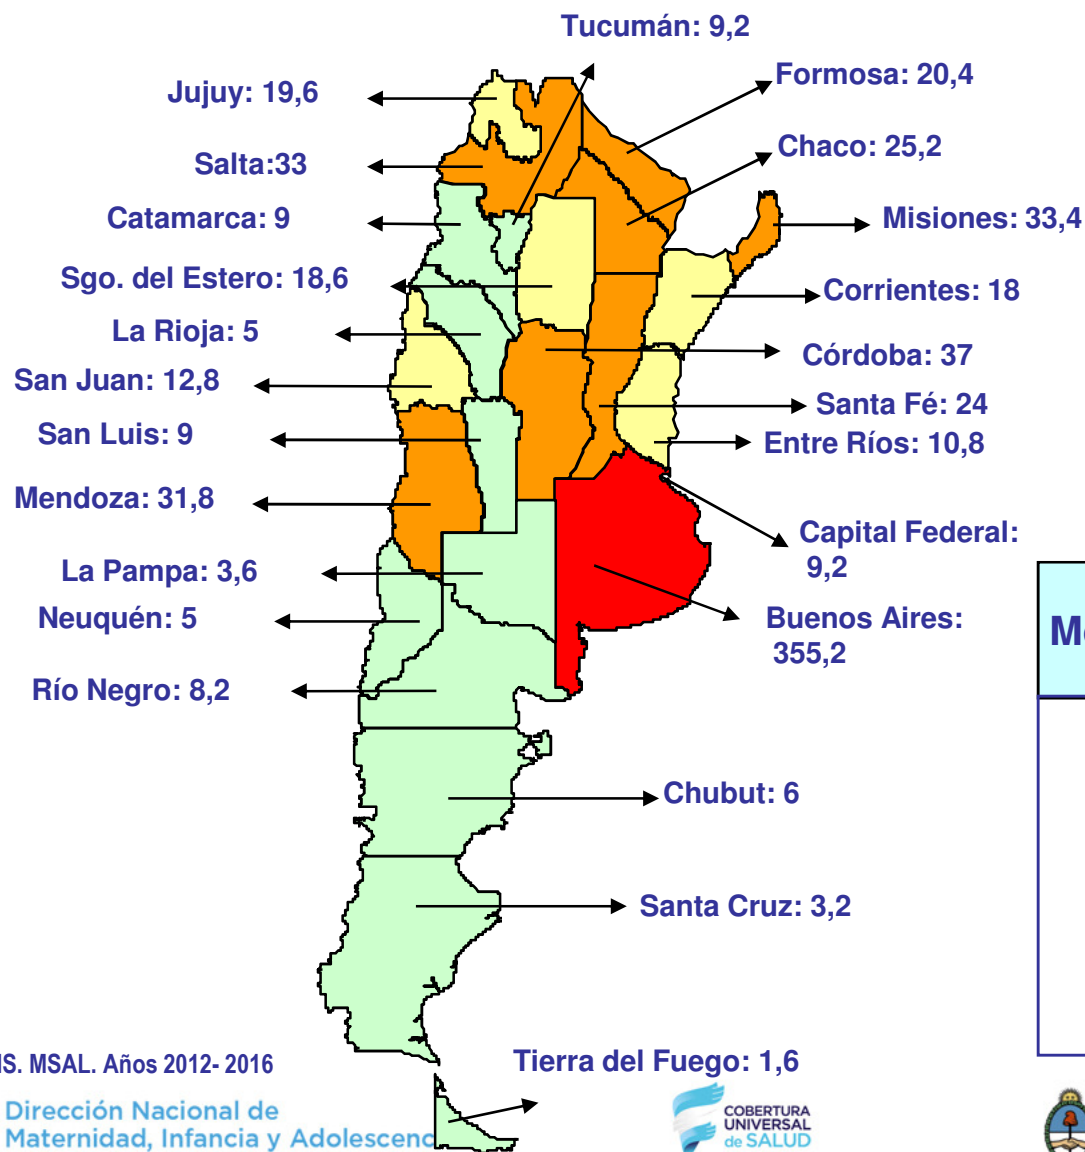 Tucumán: 9,2
Jujuy: 19,6
Formosa: 20,4
Salta:33
Chaco: 25,2
Catamarca: 9
Misiones: 33,4
Sgo. del Estero: 18,6
Corrientes: 18
La Rioja: 5
Córdoba: 37
San Juan: 12,8
Santa Fé: 24
San Luis: 9
Entre Ríos: 10,8
Mendoza: 31,8
Capital Federal:
9,2
La Pampa: 3,6
Neuquén: 5
Buenos Aires:
355,2
Río Negro: 8,2
Chubut: 6
Santa Cruz: 3,2
IS. MSAL. Años 2012- 2016
Tierra del Fuego: 1,6
Dirección Nacional de
Maternidad, Infancia y Adolescenc
COBERTURA
UNIVERSAL
de SALUD